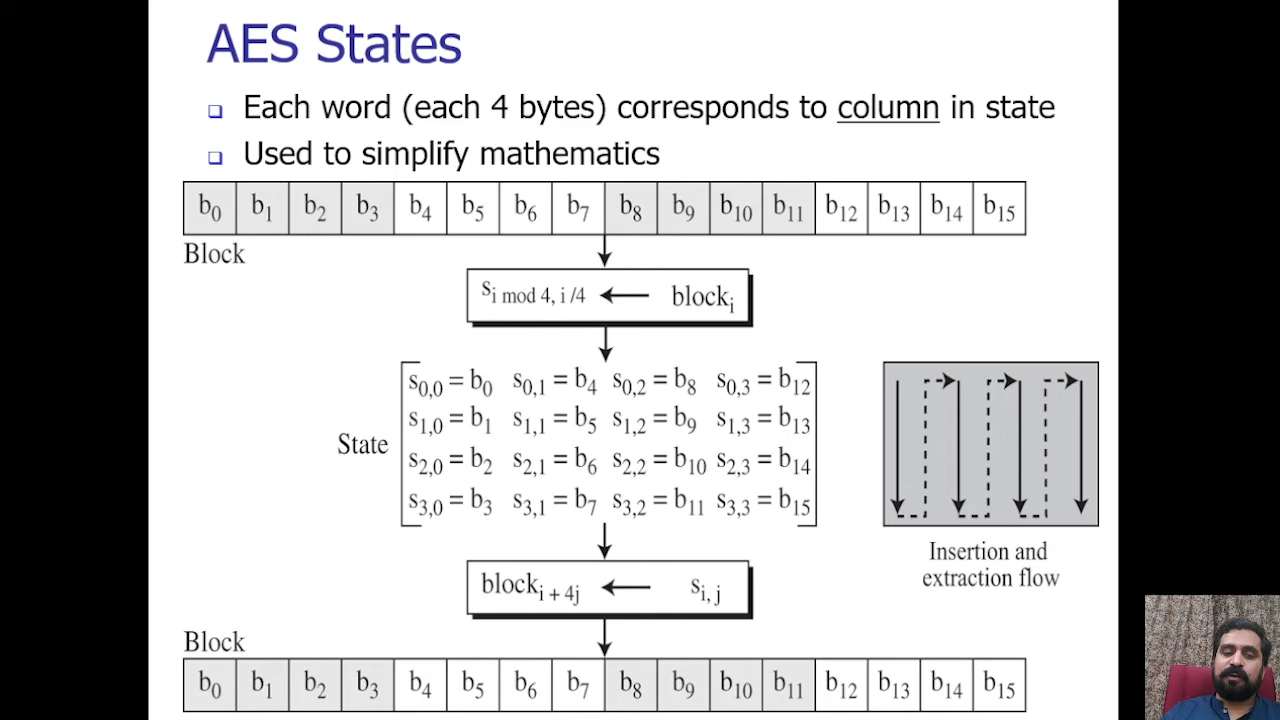 AES States
Each word (each 4 bytes) corresponds to column in state
Used to simplify mathematics
b0 b1 b2 b3 b4 b5 b6 b7 b8 b9 b10 b11 b12 b13 b14 b15
Block
si mod 4, i /4 ← blocki
s0,0 = b0 s0,1 = b4 s0,2 = b8 s0,3 = b12
s1,0 = b1 s1,1 = b5 s1,2 = b9 s1,3 = b13
State
s2,0 = b2 s2,1 = b6 s2,2 = b10 s2,3 = b14
s3,0 = b3 s3,1 = b7 s3,2 = b11 s3,3 = b15
Insertion and
extraction flow
blocki + 4j ← si, j
Block
b0 b1 b2 b3 b4 b5 b6 b7 b8 b9 b10 b11 b12 b13 b14 b15